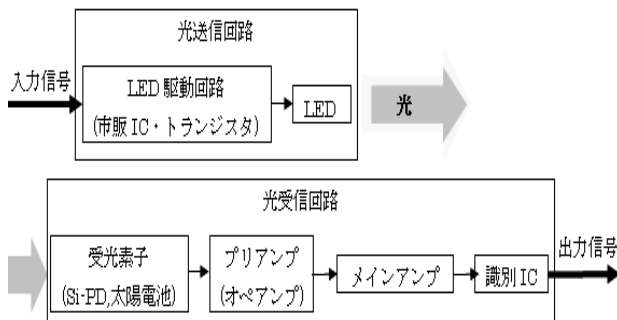 光送信回路
入力信号
LED 駆動回路
(市販 IC・トランジスタ)
LED
光
光受信回路
受光素子
(Si-PD,太陽電池)
プリアンプ
(オペアンプ)
メインアンプ
識別 IC
出力信号